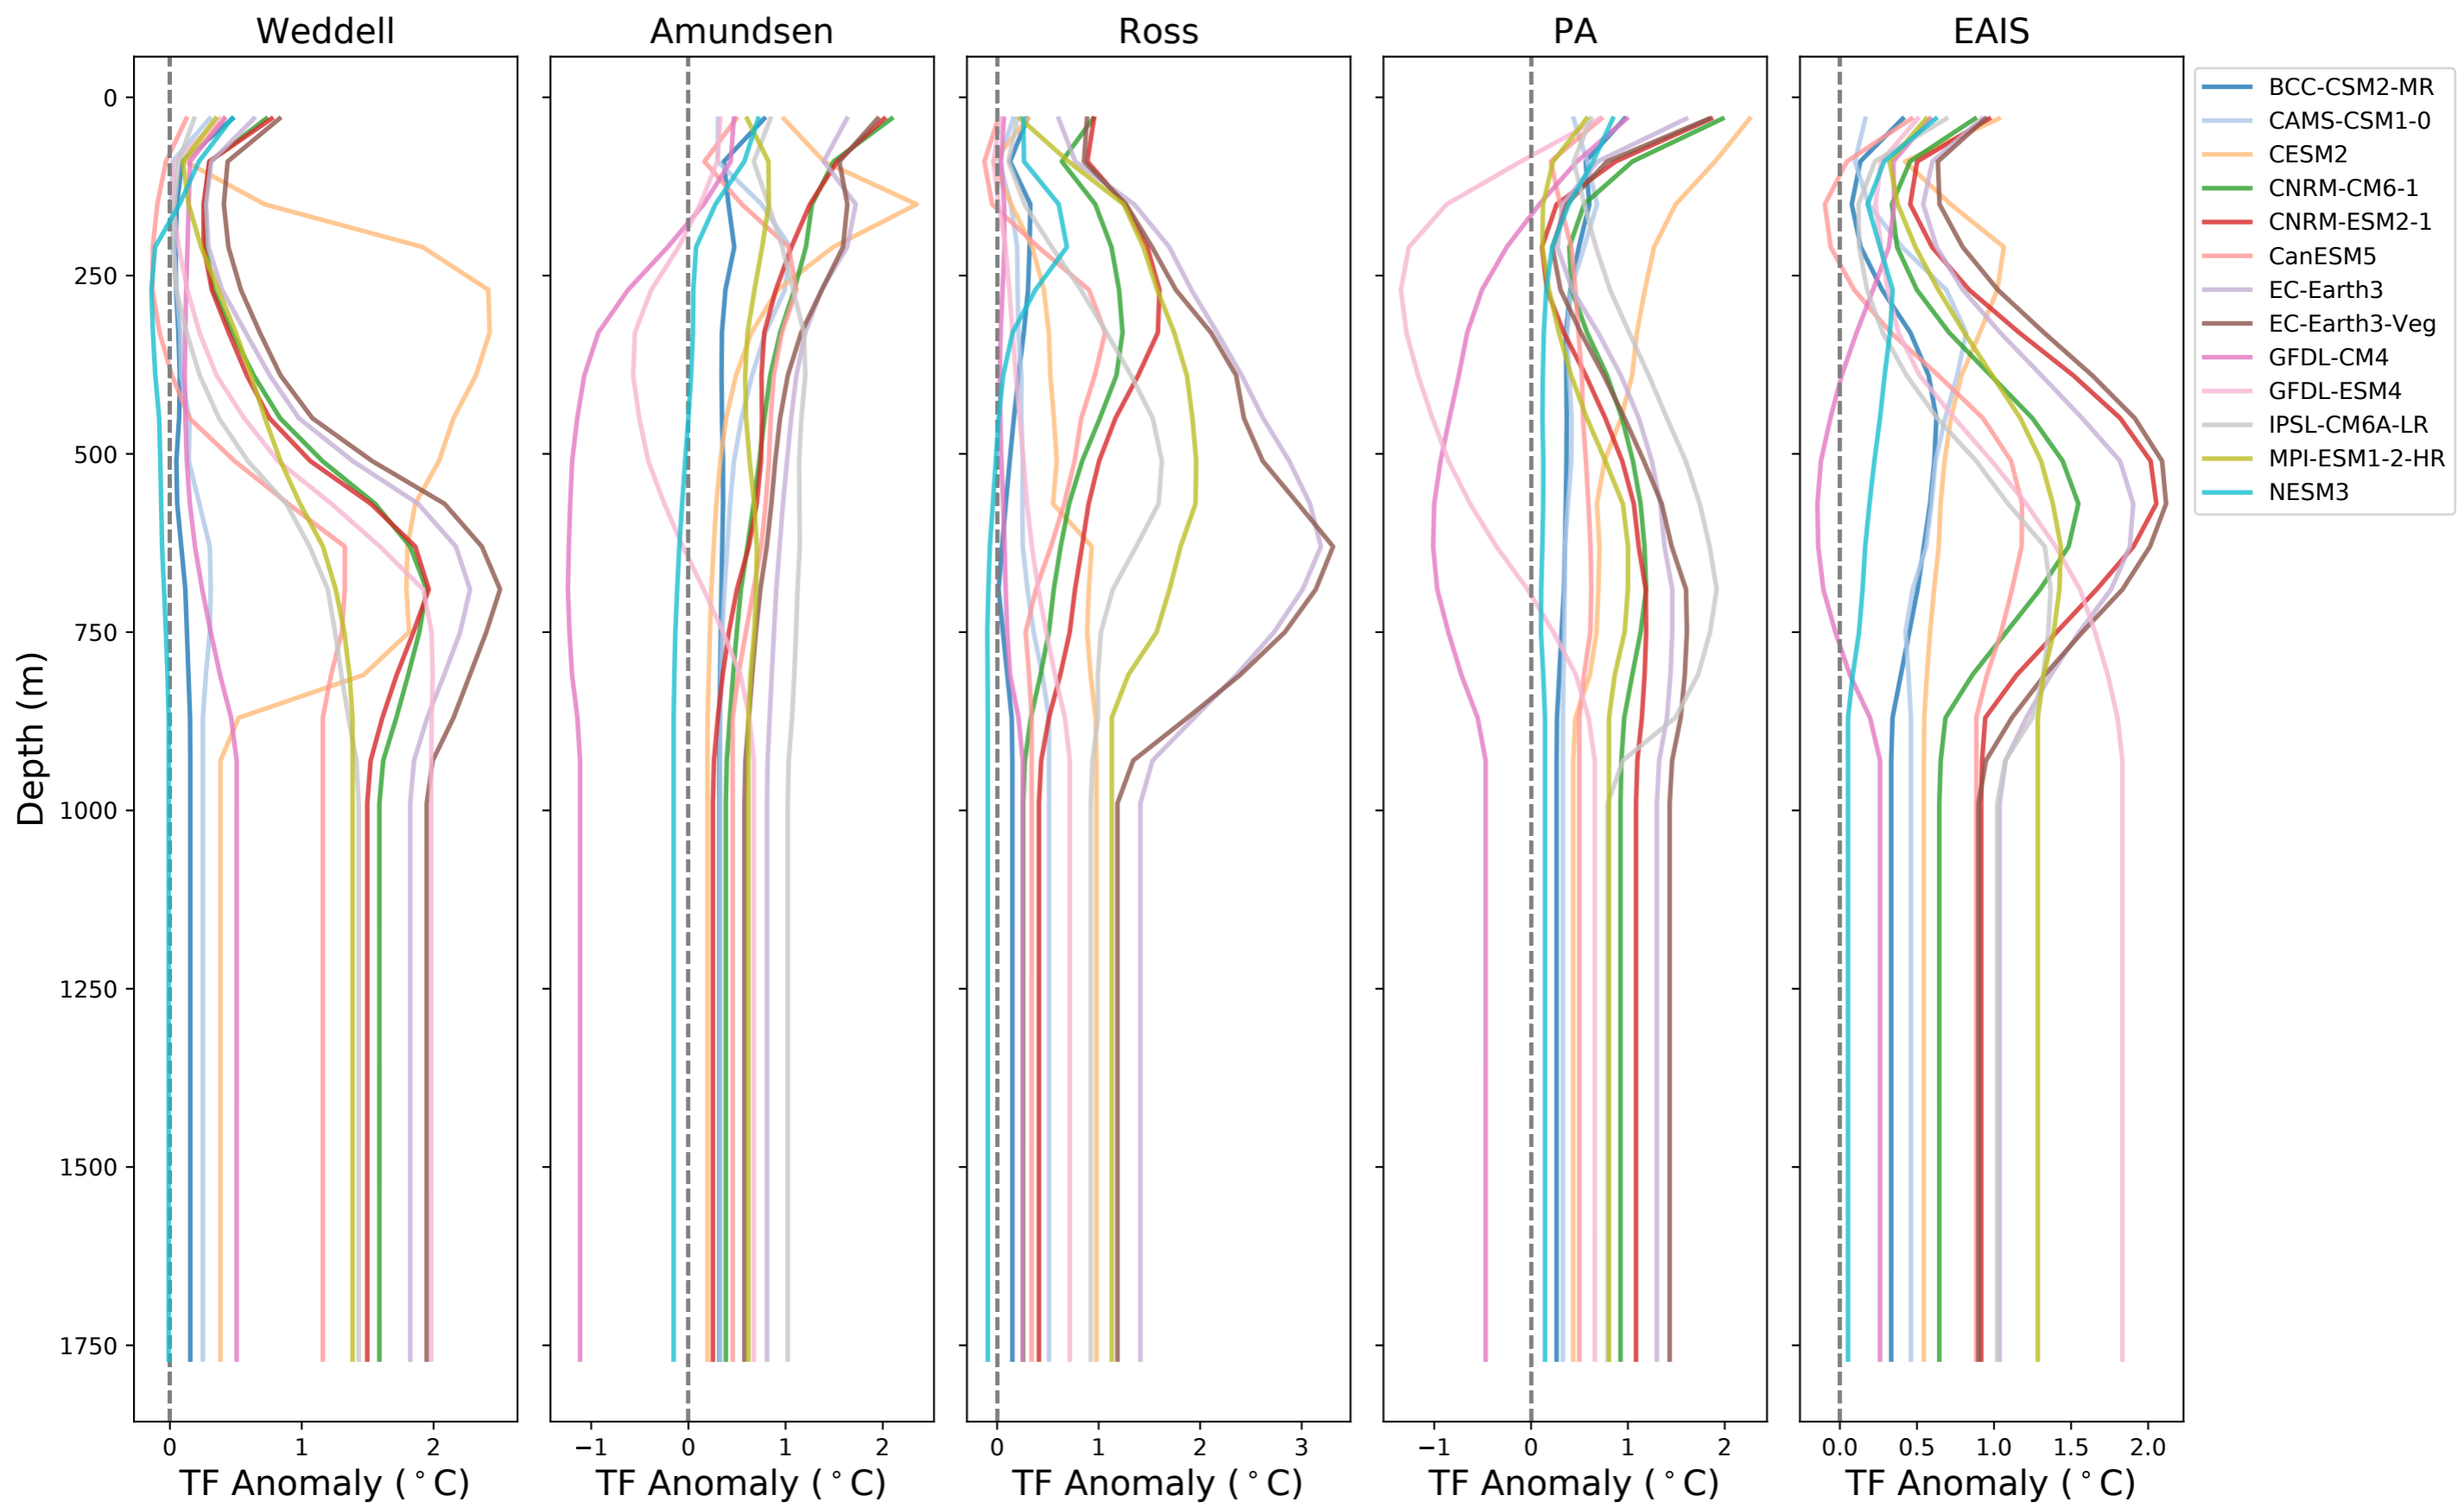 Weddell Amundsen Ross PA EAIS
Depth (m)
0
250
500
750
1000
1250
1500
1750
BCC-CSM2-MR
CAMS-CSM1-0
CESM2
CNRM-CM6-1
CNRM-ESM2-1
CanESM5
EC-Earth3
EC-Earth3-Veg
GFDL-CM4
GFDL-ESM4
IPSL-CM6A-LR
MPI-ESM1-2-HR
NESM3
0 1 2 −1 0 1 2 0 1 2 3 −1 0 1 2 0.0 0.5 1.0 1.5 2.0
TF Anomaly (°C) TF Anomaly (°C) TF Anomaly (°C) TF Anomaly (°C) TF Anomaly (°C)